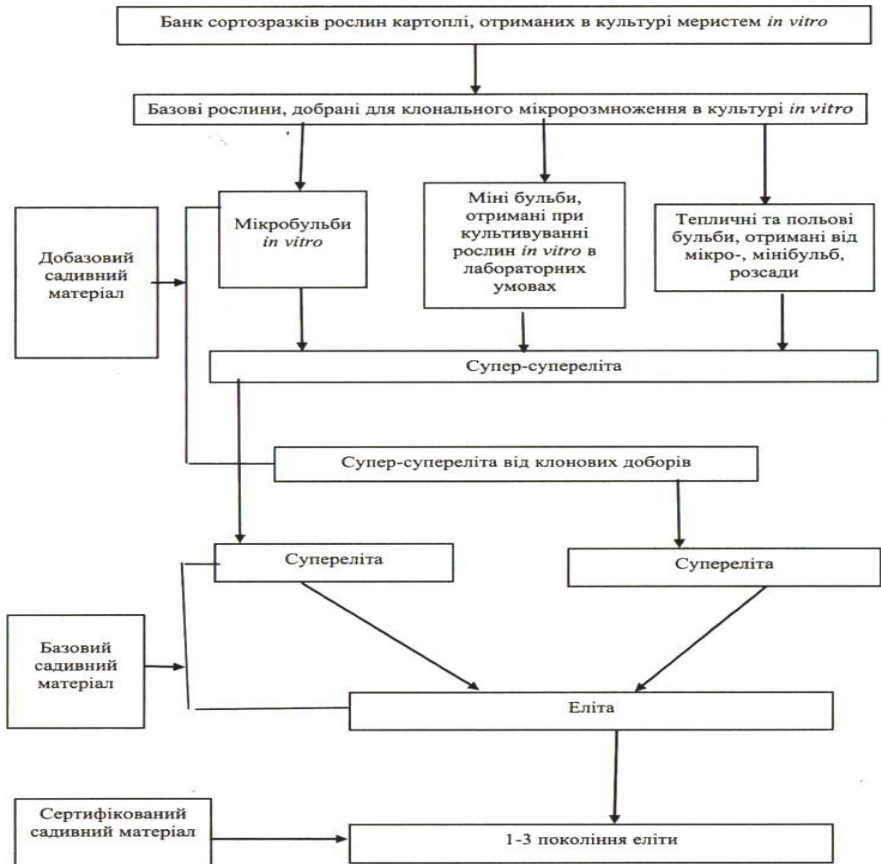 Банк сортозразків рослин картоплі, отриманих в культурі меристем in vitro
Базові рослини, добрані для клонального мікророзмноження в культурі in vitro
Добазовий
садивний
матеріал
Мікробульби
in vitro
Міні бульби,
отримані при
культивуванні
рослин in vitro в
лабораторних
умовах
Тепличні та польові
бульби, отримані від
мікро-, мінібульб,
розсади
Супер-супереліта
Супер-супереліта від клонових доборів
Супереліта
Супереліта
Базовий
садивний
матеріал
Еліта
Сертифікований
садивний матеріал
1-3 покоління еліти